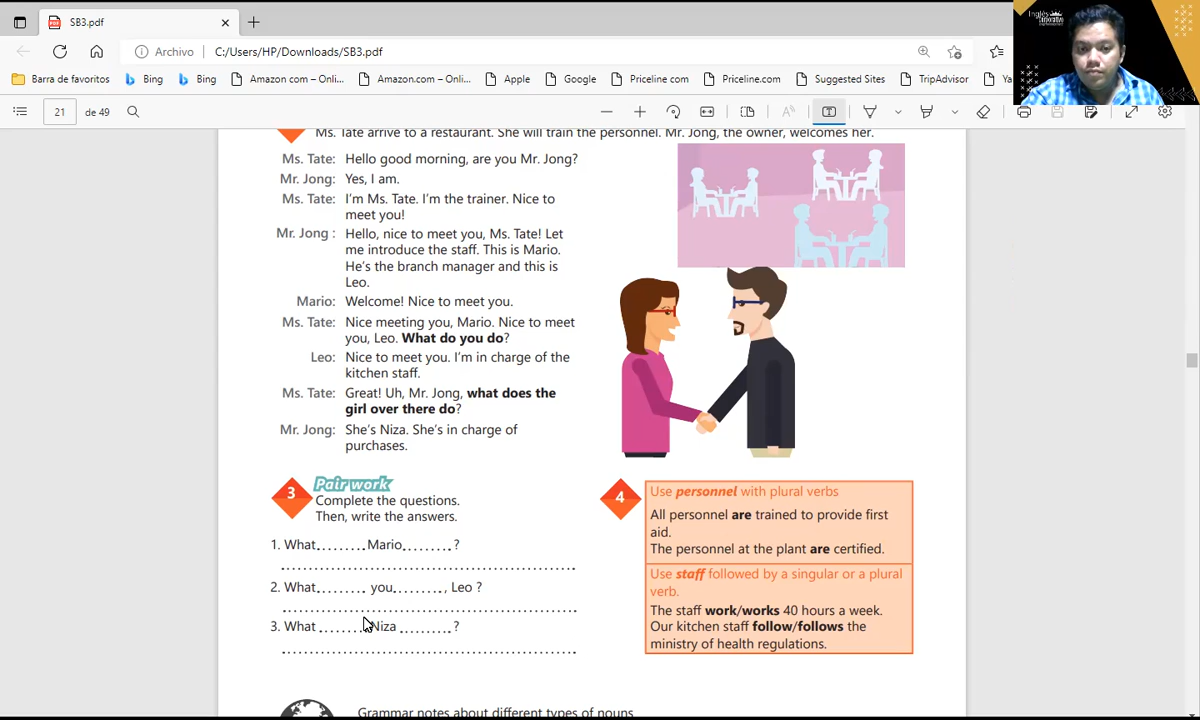 SB3.pdf
Inglés
Corporativo
Archivo C:/Users/HP/Downloads/SB3.pdf
Barra de favoritos Bing Bing Amazon com – Onli... Amazon.com – Onli... Apple Google Priceline com Priceline.com Suggested Sites TripAdvisor
21 de 49
Ms. Tate arrive to a restaurant. She will train the personnel. Mr. Jong, the owner, welcomes her.
Ms. Tate: Hello good morning, are you Mr. Jong?
Mr. Jong: Yes, I am.
Ms. Tate: I'm Ms. Tate. I'm the trainer. Nice to
meet you!
Mr. Jong : Hello, nice to meet you, Ms. Tate! Let
me introduce the staff. This is Mario.
He's the branch manager and this is
Leo.
Mario: Welcome! Nice to meet you.
Ms. Tate: Nice meeting you, Mario. Nice to meet
you, Leo. What do you do?
Leo: Nice to meet you. I'm in charge of the
kitchen staff.
Ms. Tate: Great! Uh, Mr. Jong, what does the
girl over there do?
Mr. Jong: She's Niza. She's in charge of
purchases.
3 Pair work
Complete the questions.
Then, write the answers.
1. What........Mario........?
2. What........ you........, Leo ?
3. What ........Niza ........?
4
Use personnel with plural verbs
All personnel are trained to provide first
aid.
The personnel at the plant are certified.
Use staff followed by a singular or a plural
verb.
The staff work/works 40 hours a week.
Our kitchen staff follow/follows the
ministry of health regulations.
Grammar notes about different types of nouns